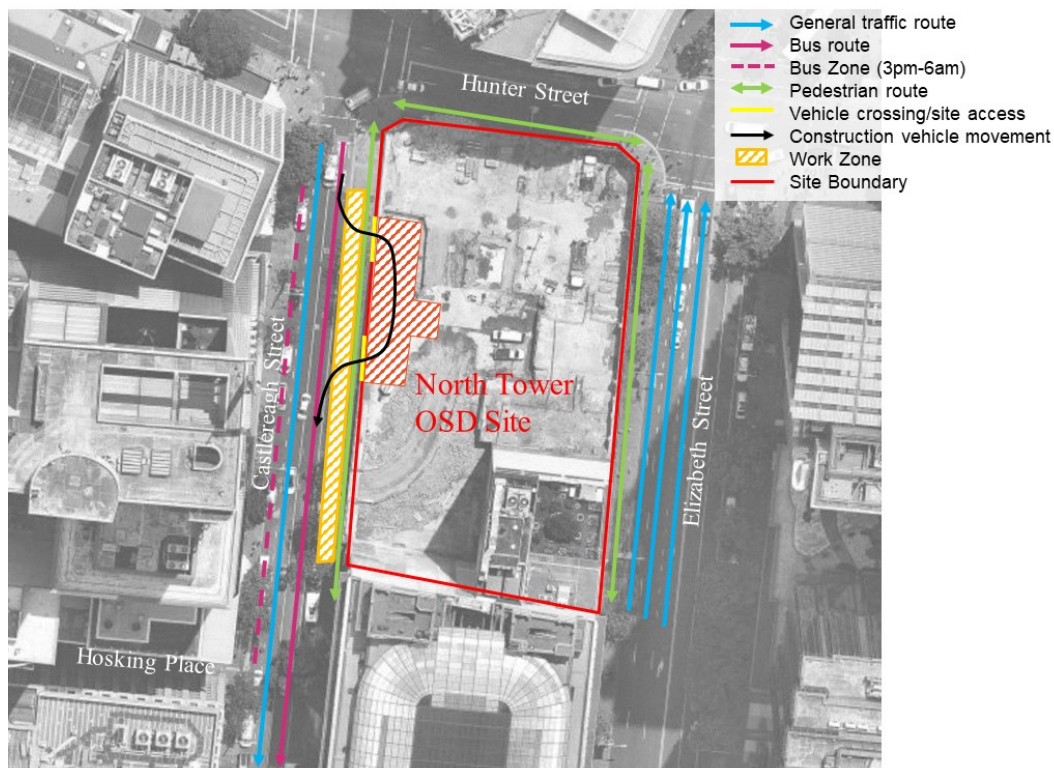 General traffic route
Bus route
Bus Zone (3pm-6am)
Pedestrian route
Vehicle crossing/site access
Construction vehicle movement
Work Zone
Site Boundary
Hunter Street
Castlereagh Street
North Tower
OSD Site
Elizabeth Street
Hosking Place